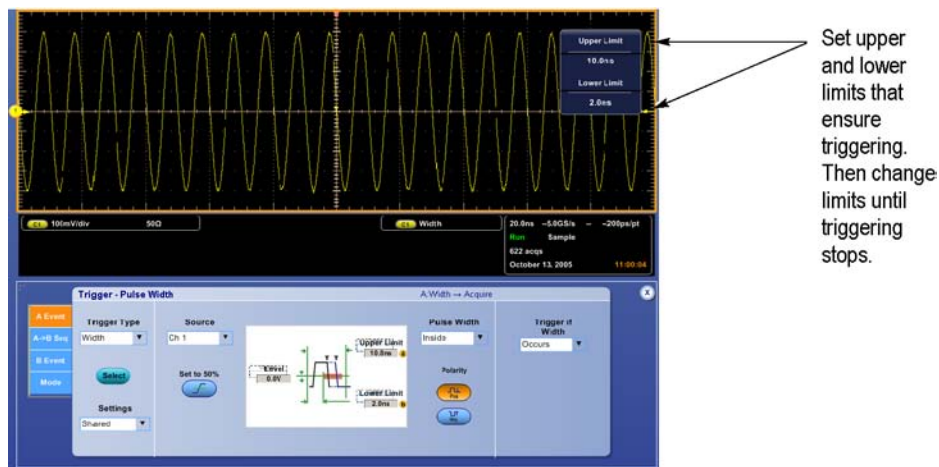 Upper Limit
10.0ns
Lower Limit
2.0ns
Set upper
and lower
limits that
ensure
triggering.
Then change
limits until
triggering
stops.
C1 100mV/div 50Ω
C1 Width
20.0ns 5.0GS/s 200ps/pt
Run Sample
622 acqs
October 13, 2005 11:00:04
Trigger - Pulse Width
A:Width → Acquire
x
A Event
A->B Seq
B Event
Mode
Trigger Type
Width
Select
Settings
Shared
Source
Ch 1
Set to 50%
Level
0.0V
Upper Limit
10.0ns a
Lower Limit
2.0ns b
Pulse Width
Inside
Polarity
Pos
Trigger if
Width
Occurs